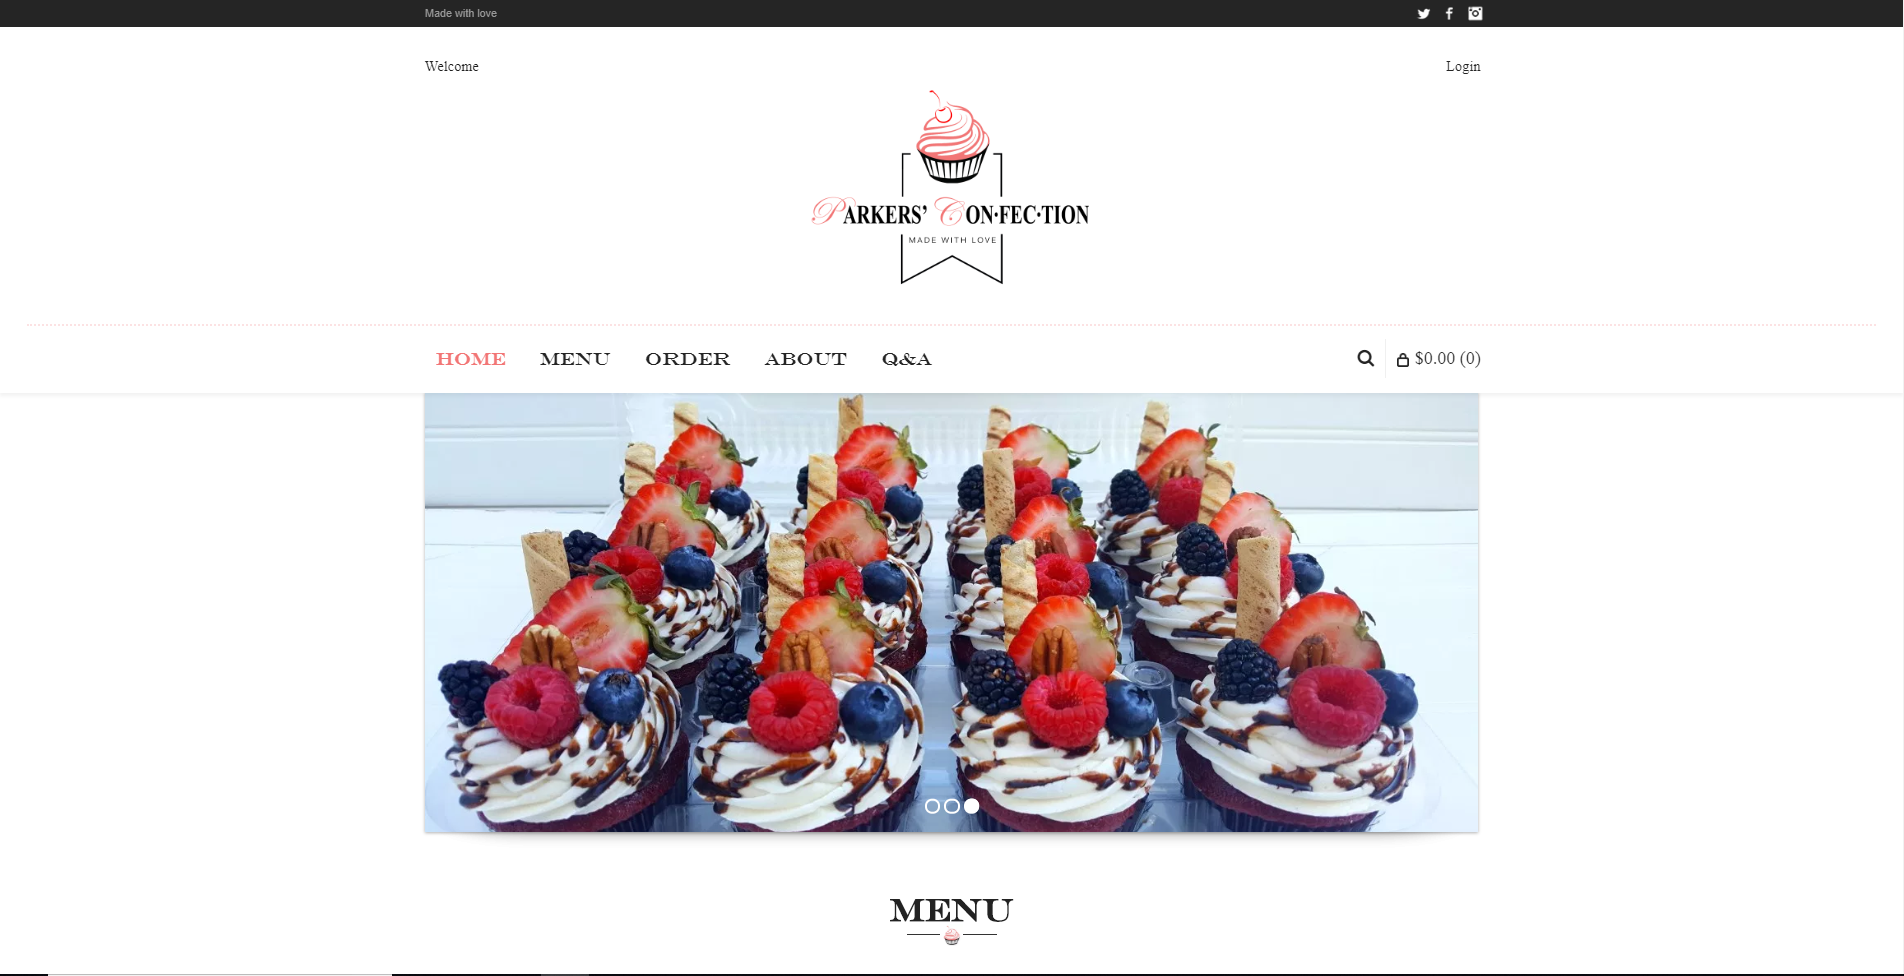 Made with love
Welcome
Login
PARKERS’ CON·FEC·TION
MADE WITH LOVE
HOME MENU ORDER ABOUT Q&A $0.00 (0)
MENU